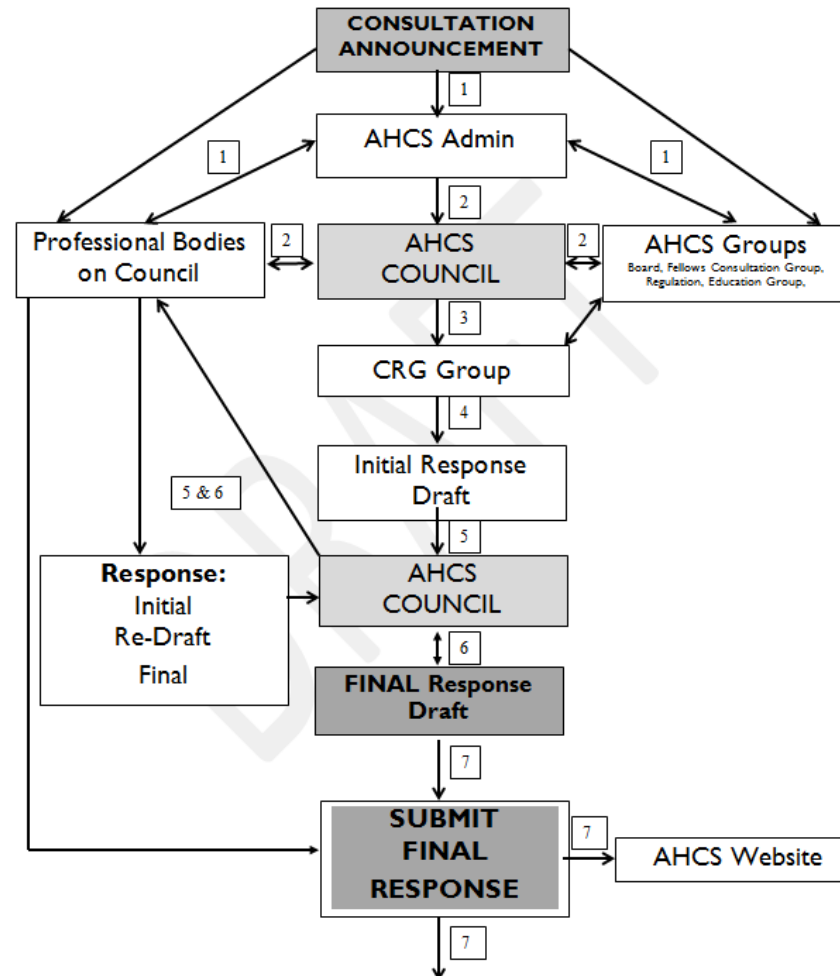 CONSULTATION
ANNOUNCEMENT
1
AHCS Admin
1
1
2
Professional Bodies
on Council
2
AHCS
COUNCIL
2
AHCS Groups
Board, Fellows Consultation Group,
Regulation, Education Group,
3
CRG Group
4
Initial Response
Draft
5 & 6
5
Response:
Initial
Re-Draft
Final
AHCS
COUNCIL
6
FINAL Response
Draft
7
SUBMIT
FINAL
RESPONSE
7
AHCS Website
7
DRAFT